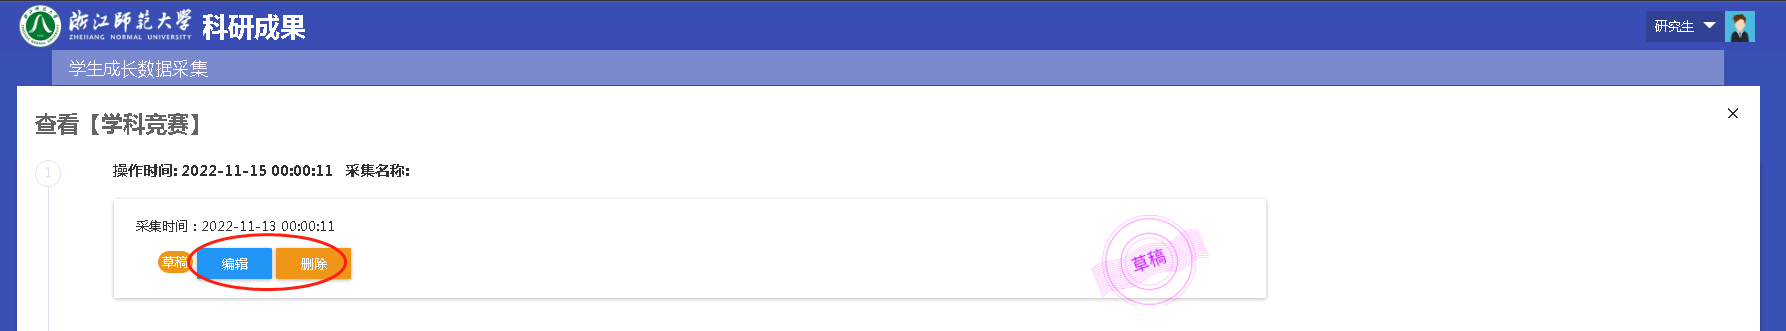 浙江师范大学 科研成果
ZHEJIANG NORMAL UNIVERSITY
研究生
学生成长数据采集
查看【学科竞赛】
1
操作时间: 2022-11-15 00:00:11 采集名称:
采集时间：2022-11-13 00:00:11
草稿 编辑 删除
草稿